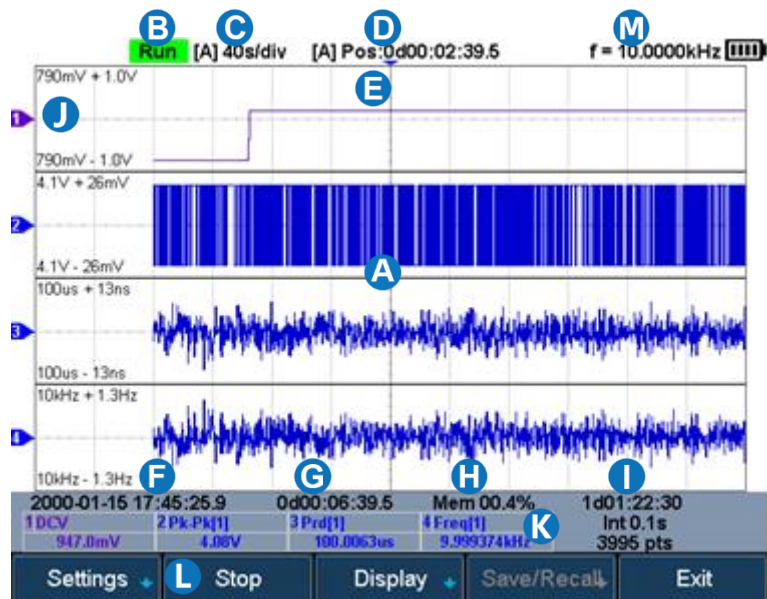 B C D M
Run [A] 40s/div [A] Pos:0d00:02:39.5 f = 10.0000kHz
E
790mV + 1.0V
1 J
790mV - 1.0V
4.1V + 26mV
2
4.1V - 26mV
A
100us + 13ns
3
100us - 13ns
10kHz + 1.3Hz
4
10kHz - 1.3Hz
F G H I
2000-01-15 17:45:25.9 0d00:06:39.5 Mem 00.4% 1d01:22:30
1 DCV 2 Pk-Pk[1] 3 Prd[1] 4 Freq[1] K Int 0.1s
947.0mV 4.08V 100.0063us 9.999374kHz 3995 pts
L
Settings Stop Display Save/Recall Exit